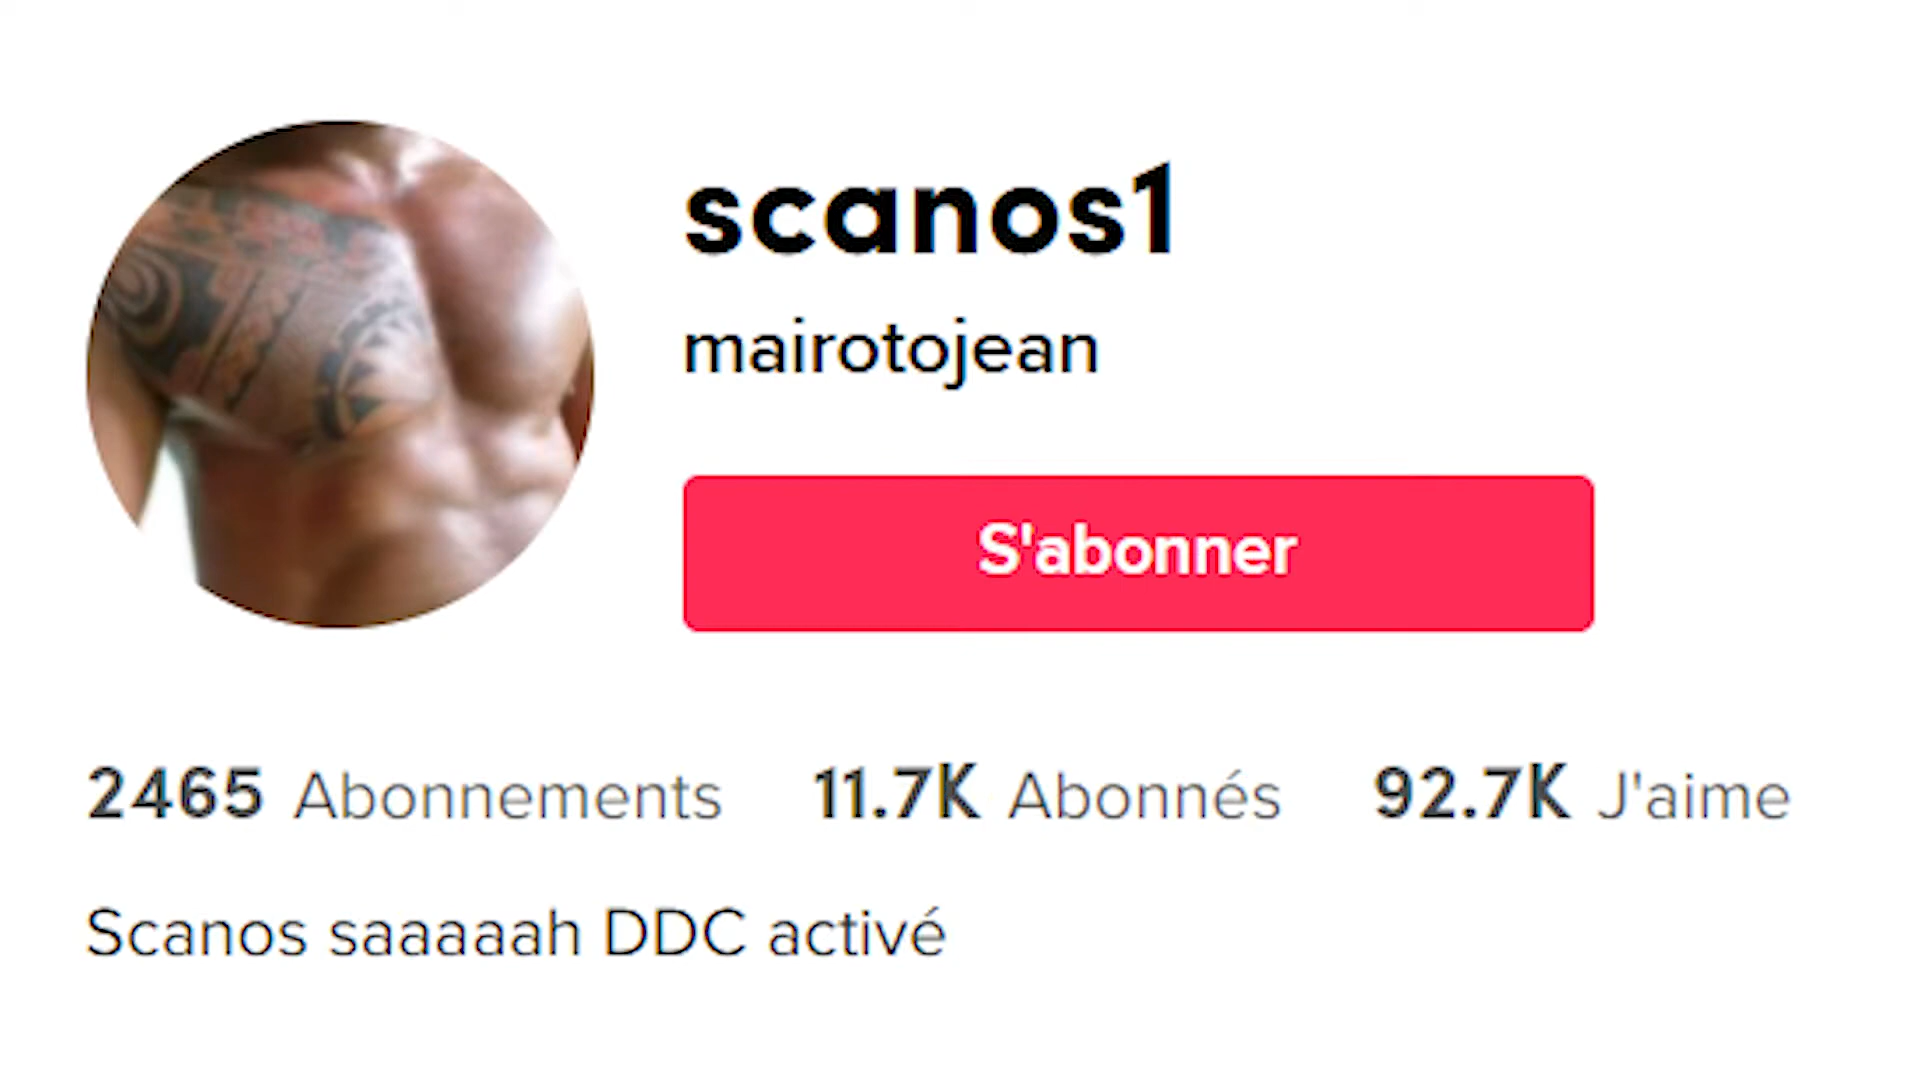 scanos1
mairotojean
S'abonner
2465 Abonnements 11.7K Abonnés 92.7K J'aime
Scanos saaaaah DDC activé